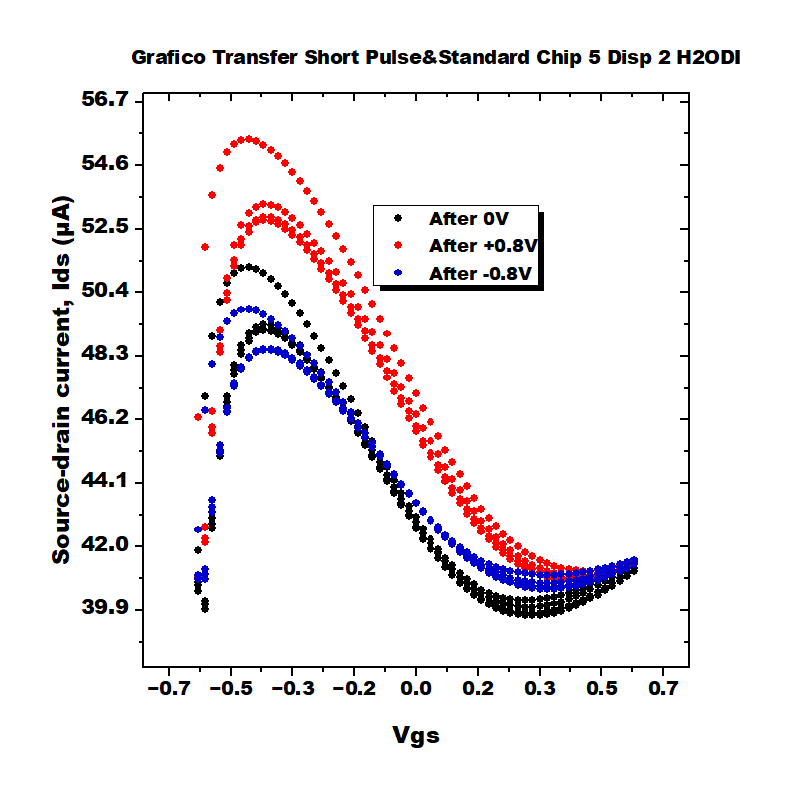 Grafico Transfer Short Pulse&Standard Chip 5 Disp 2 H2ODI
56.7
54.6
52.5
50.4
48.3
46.2
44.1
42.0
39.9
Source-drain current, Ids (µA)
After 0V
After +0.8V
After -0.8V
−0.7 −0.5 −0.3 −0.2 0.0 0.2 0.3 0.5 0.7
Vgs